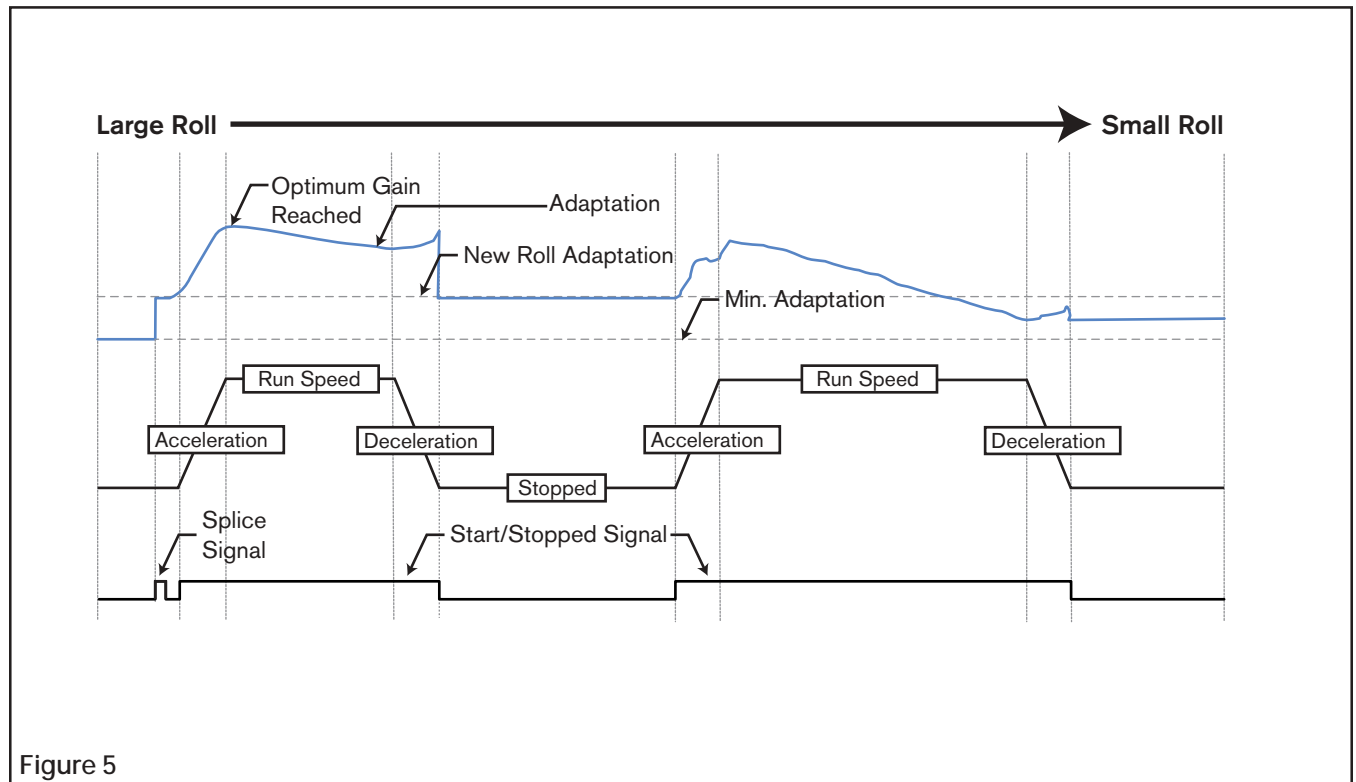 Large Roll
Small Roll
Optimum Gain
Reached
Adaptation
New Roll Adaptation
Min. Adaptation
Run Speed
Run Speed
Acceleration
Deceleration
Acceleration
Deceleration
Stopped
Splice
Signal
Start/Stopped Signal
Figure 5